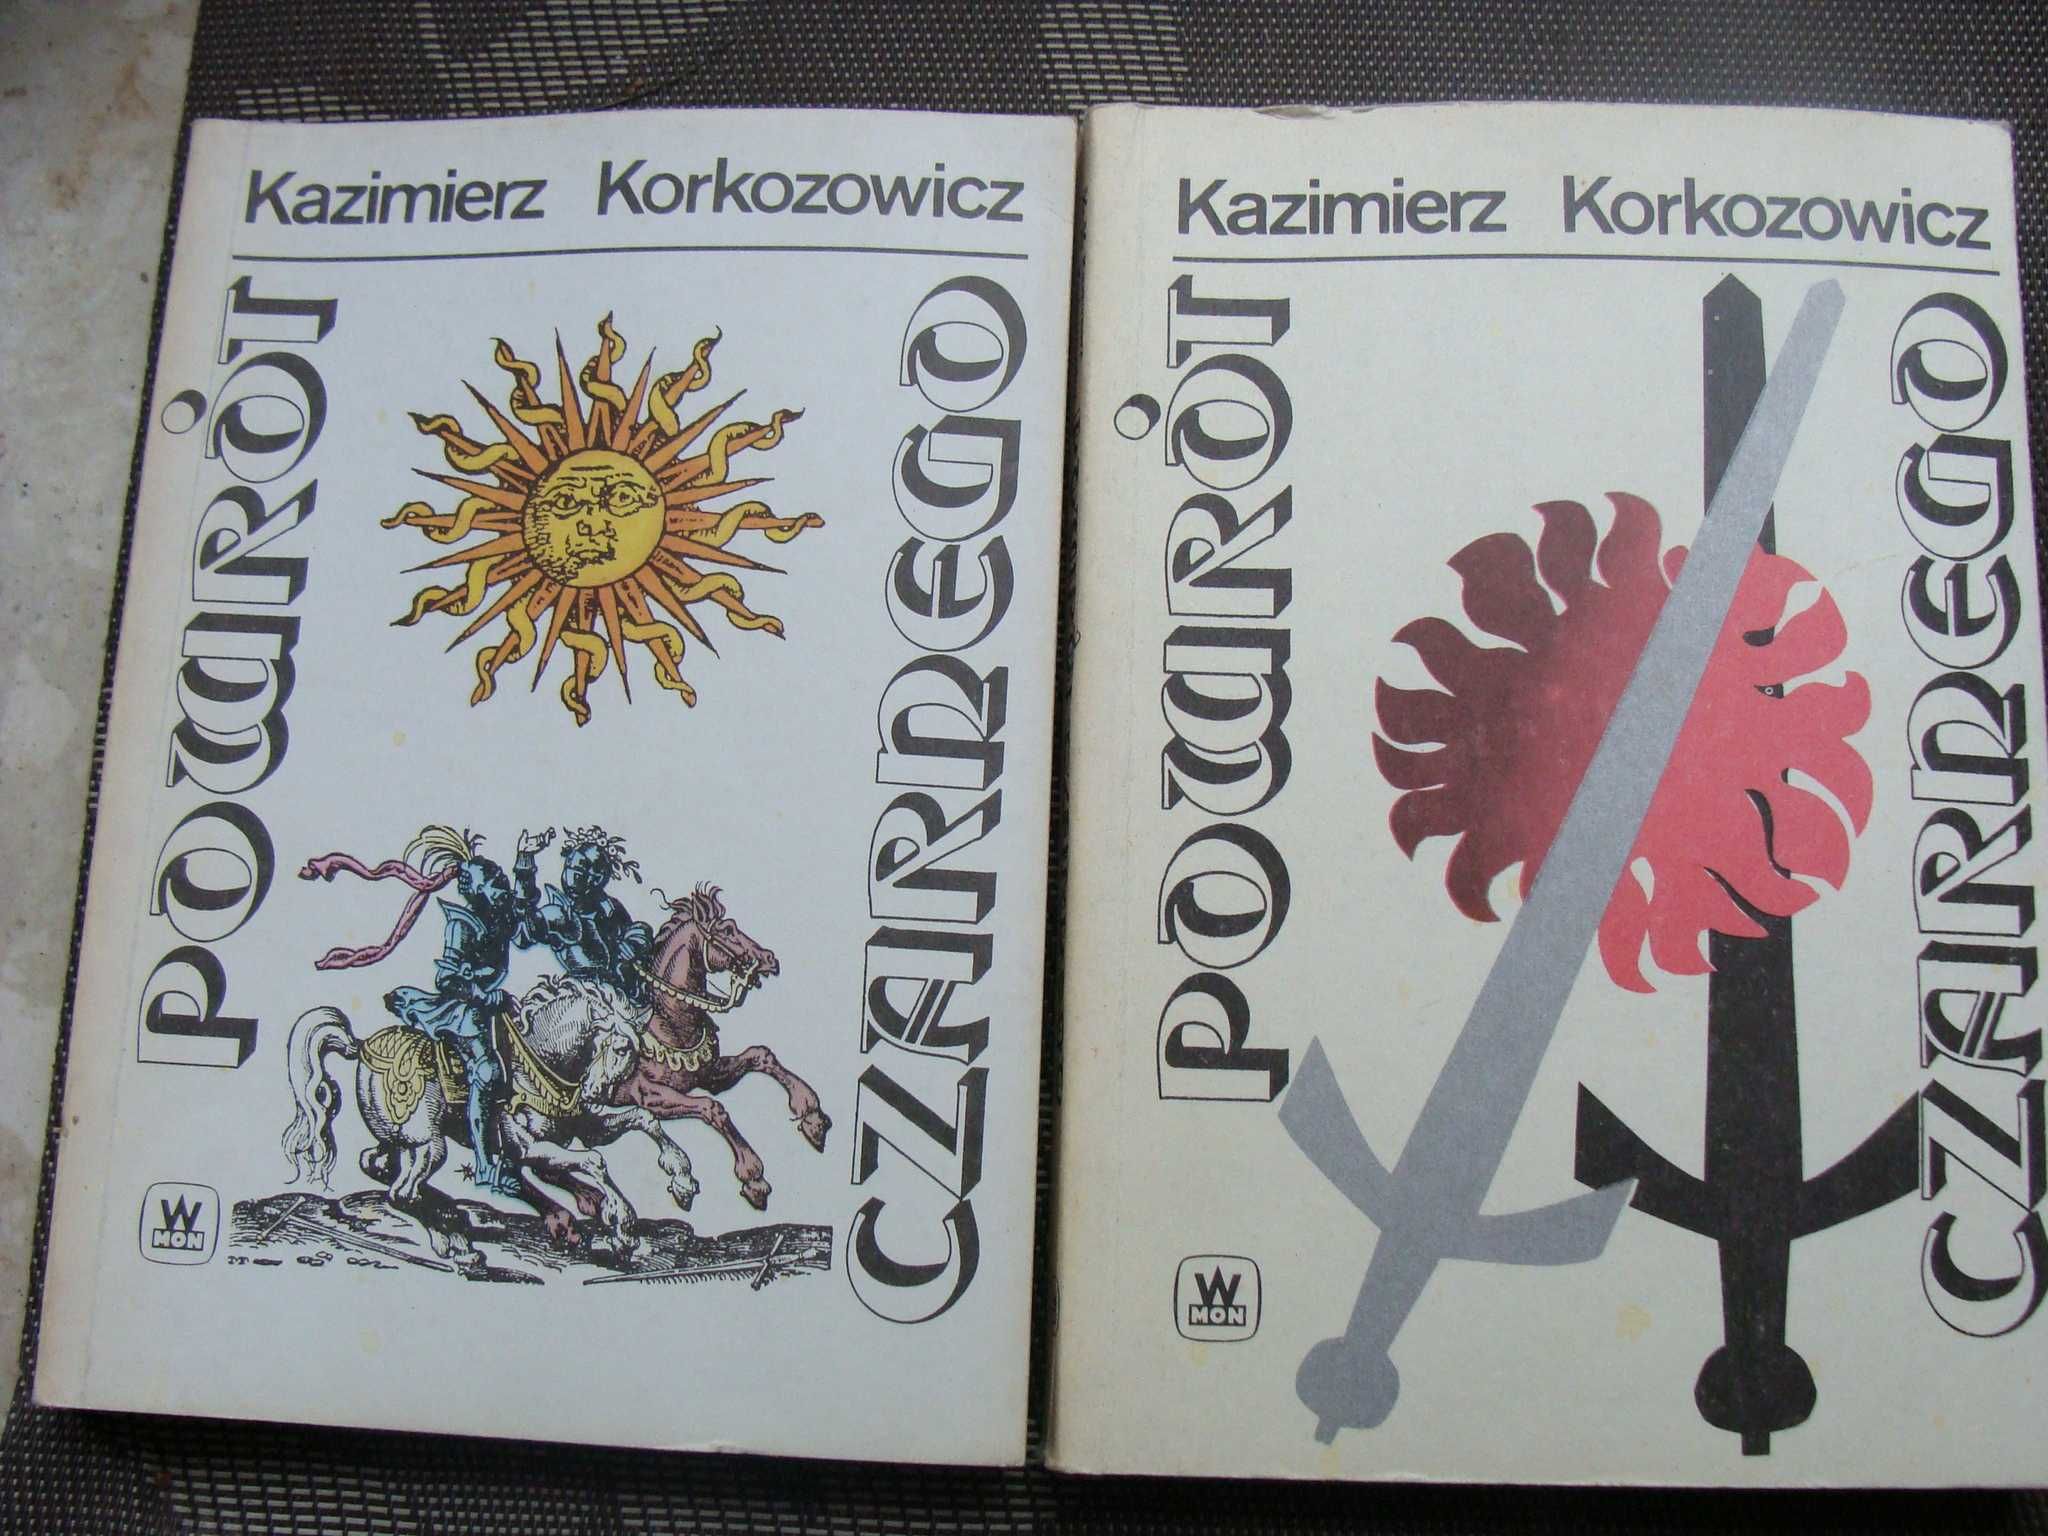 Kazimierz Korkozowicz
POWRÓT
CZARNEGO
W
MON
Kazimierz Korkozowicz
POWRÓT
CZARNEGO
W
MON